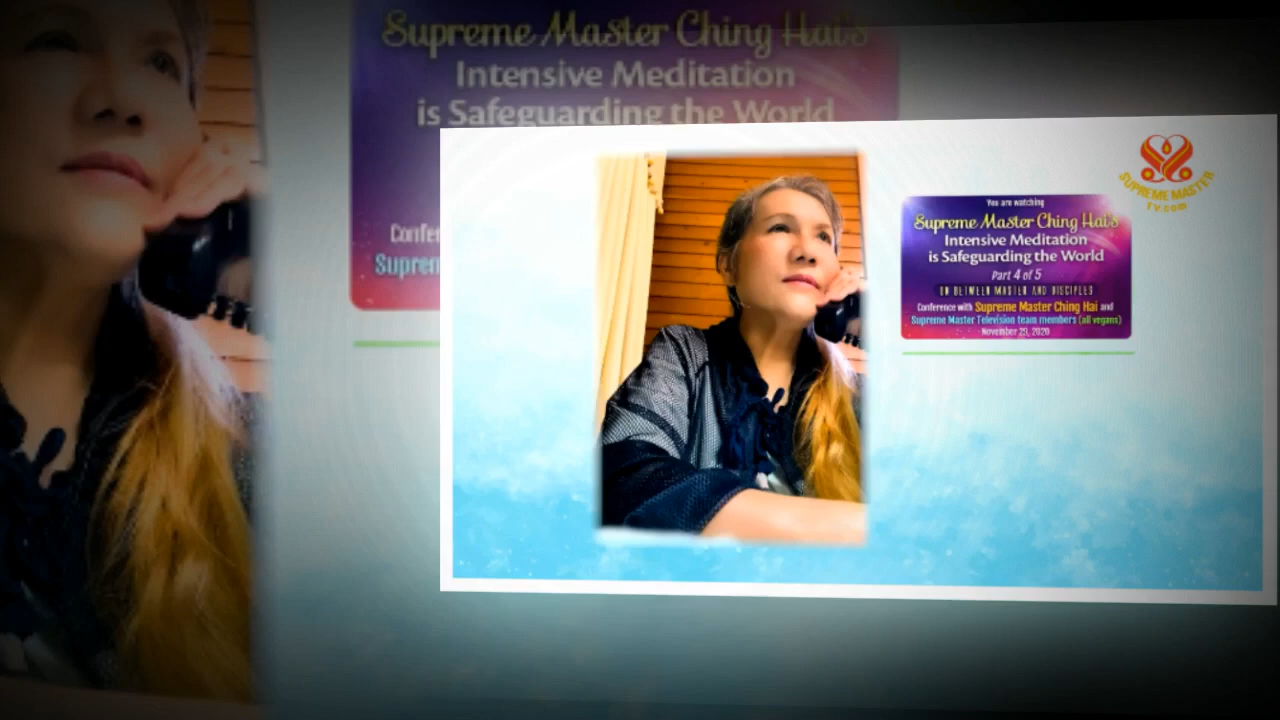 Supreme Master Ching Hai's
Intensive Meditation
is Safeguarding the World
Confer
Suprem
SUPREME MASTER
TV.com
You are watching
Supreme Master Ching Hai's
Intensive Meditation
is Safeguarding the World
Part 4 of 5
BETWEEN MASTER AND DISCIPLES
Conference with Supreme Master Ching Hai and
Supreme Master Television team members (all vegans)
November 29, 2020